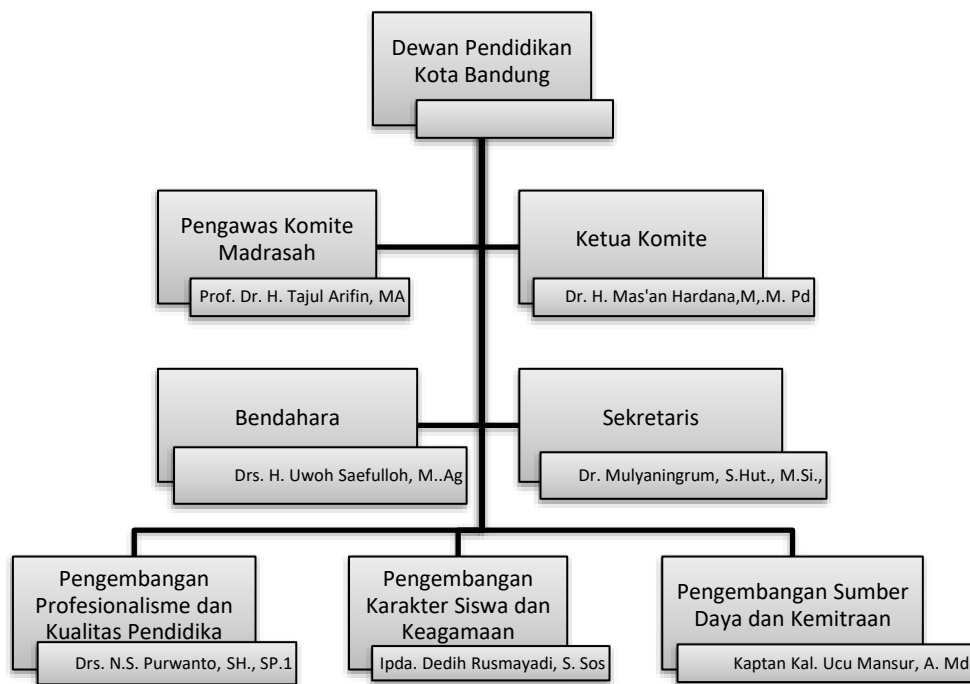 Dewan Pendidikan
Kota Bandung
Pengawas Komite
Madrasah
Prof. Dr. H. Tajul Arifin, MA
Ketua Komite
Dr. H. Mas'an Hardana,M,.M. Pd
Bendahara
Drs. H. Uwoh Saefulloh, M..Ag
Sekretaris
Dr. Mulyaningrum, S.Hut., M.Si.,
Pengembangan
Profesionalisme dan
Kualitas Pendidika
Drs. N.S. Purwanto, SH., SP.1
Pengembangan
Karakter Siswa dan
Keagamaan
Ipda. Dedih Rusmayadi, S. Sos
Pengembangan Sumber
Daya dan Kemitraan
Kaptan Kal. Ucu Mansur, A. Md